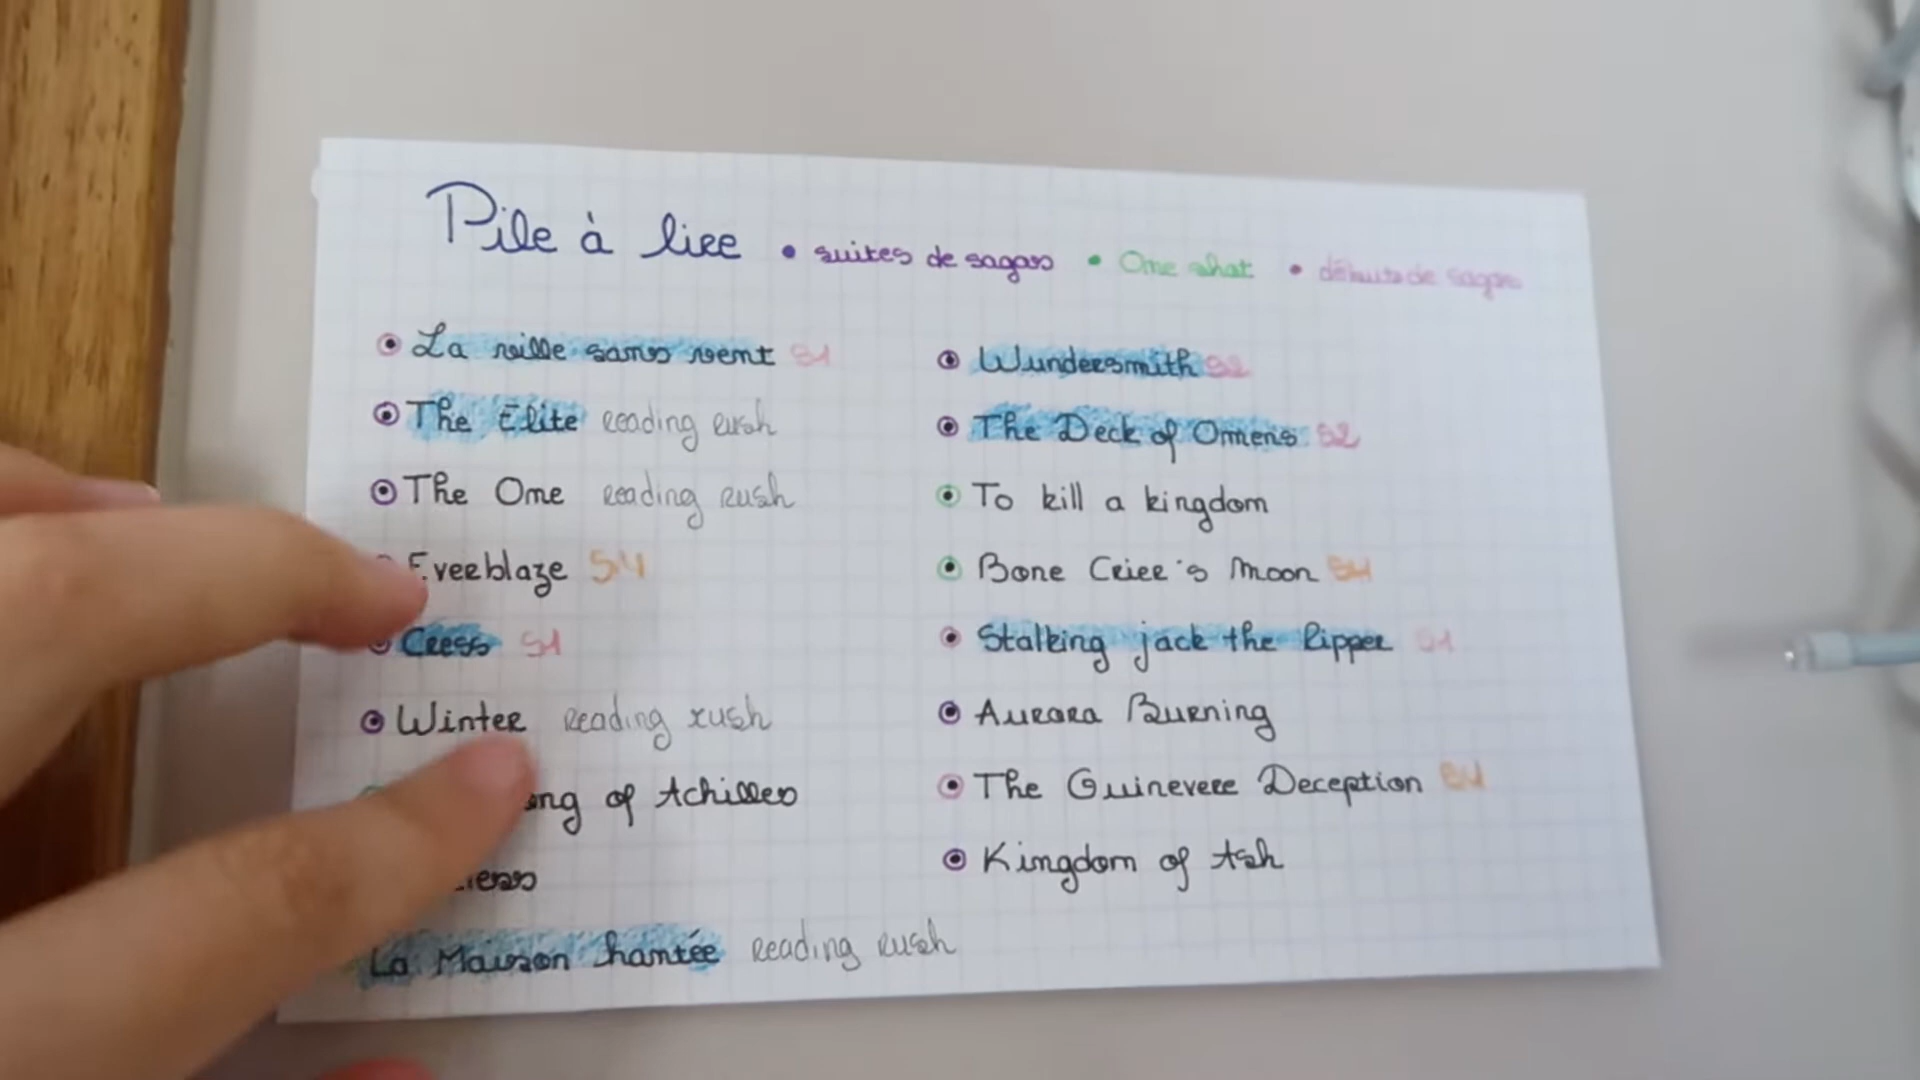 Pile à lire • suites de sagas • One shot • débuts de sagas
La ville sans vent S1
The Elite reading rush
The One reading rush
Everblaze S4
Cress S1
Winter reading rush
ong of Achilles
La Maison hantée reading rush
Wundersmith S2
The Deck of Omens S2
To kill a kingdom
Bone Crier's Moon S4
Stalking jack the Ripper S1
Aurora Burning
The Guinevere Deception S4
Kingdom of Ash